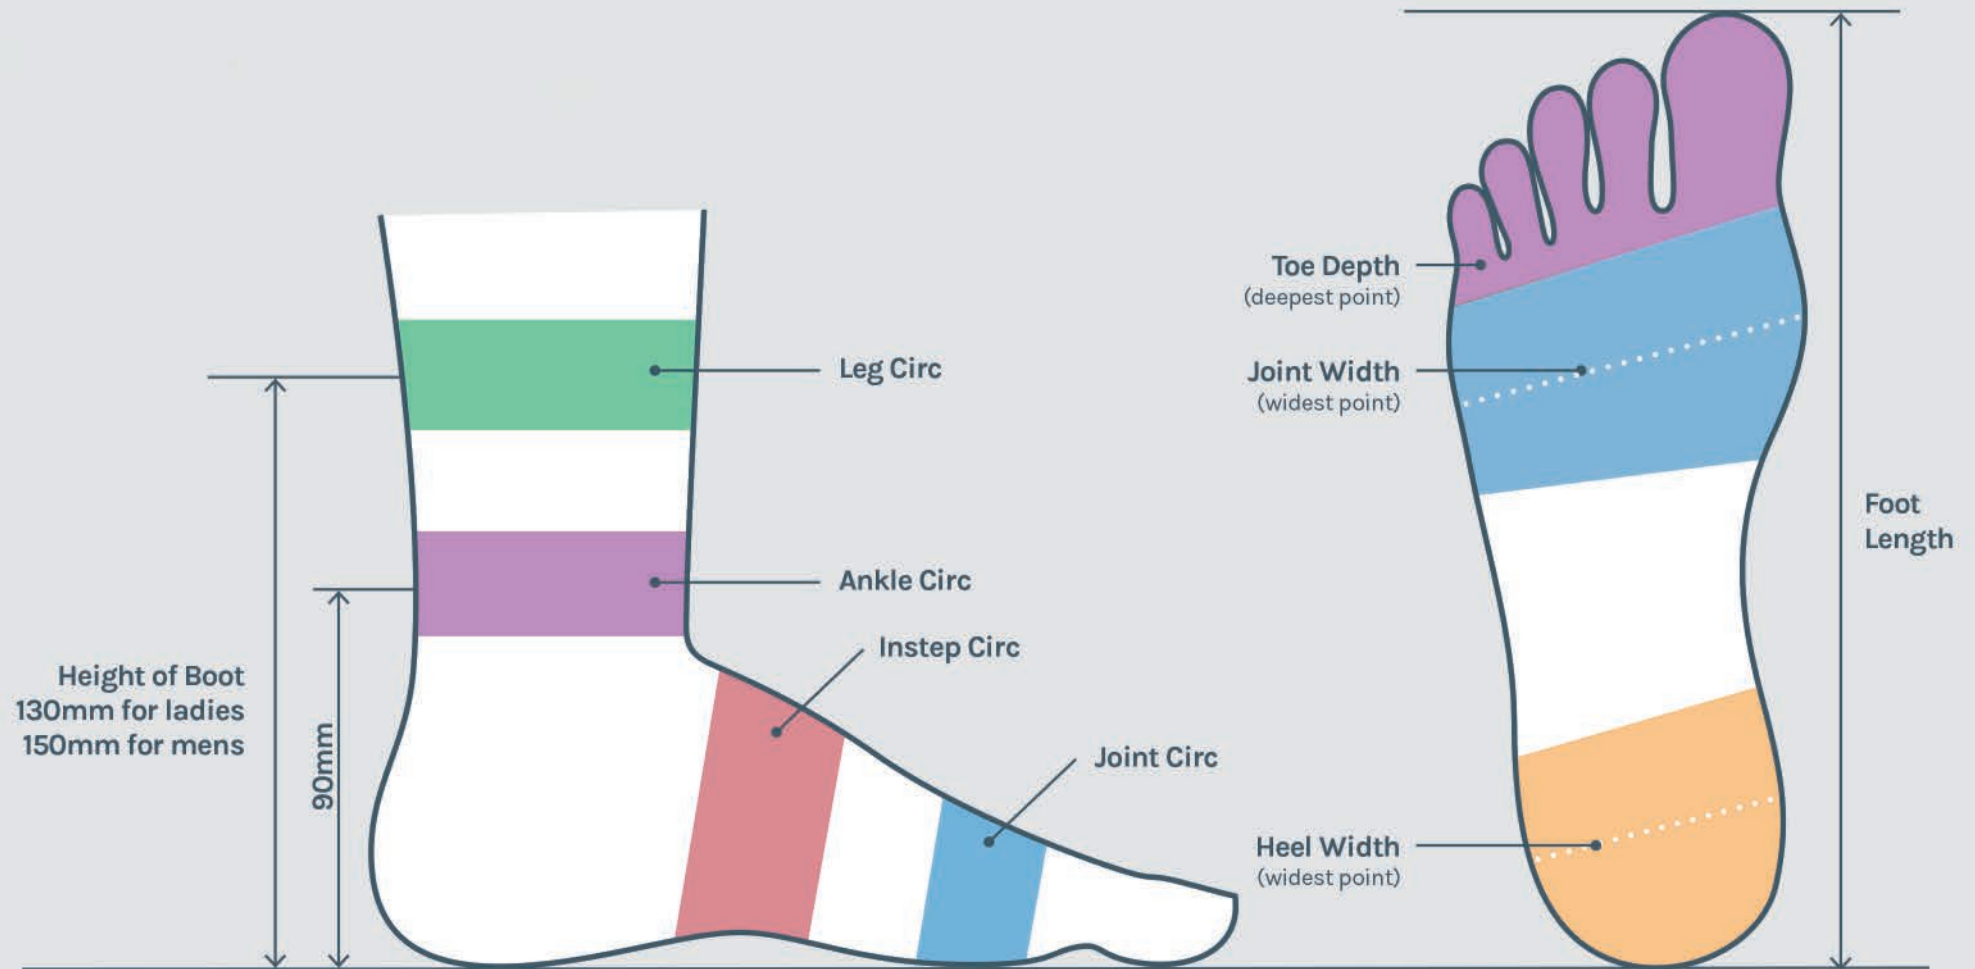 Leg Circ
Ankle Circ
Instep Circ
Joint Circ
Height of Boot
130mm for ladies
150mm for mens
90mm
Toe Depth
(deepest point)
Joint Width
(widest point)
Heel Width
(widest point)
Foot
Length